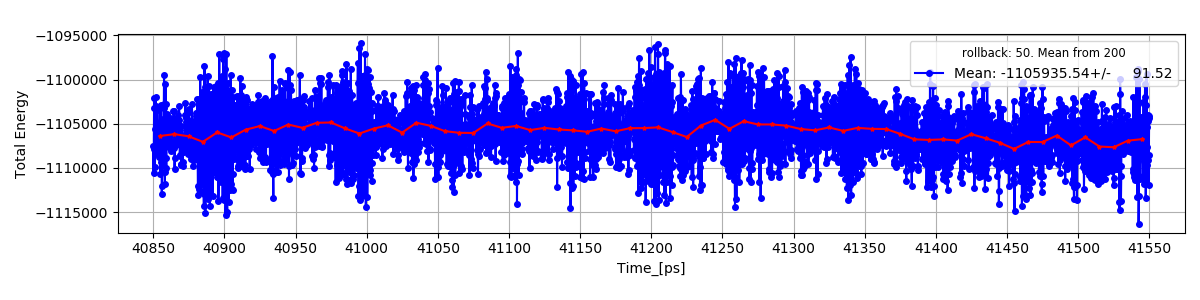 −1095000
−1100000
−1105000
−1110000
−1115000
Total Energy
rollback: 50. Mean from 200
Mean: -1105935.54+/-     91.52
40850 40900 40950 41000 41050 41100 41150 41200 41250 41300 41350 41400 41450 41500 41550
Time_[ps]